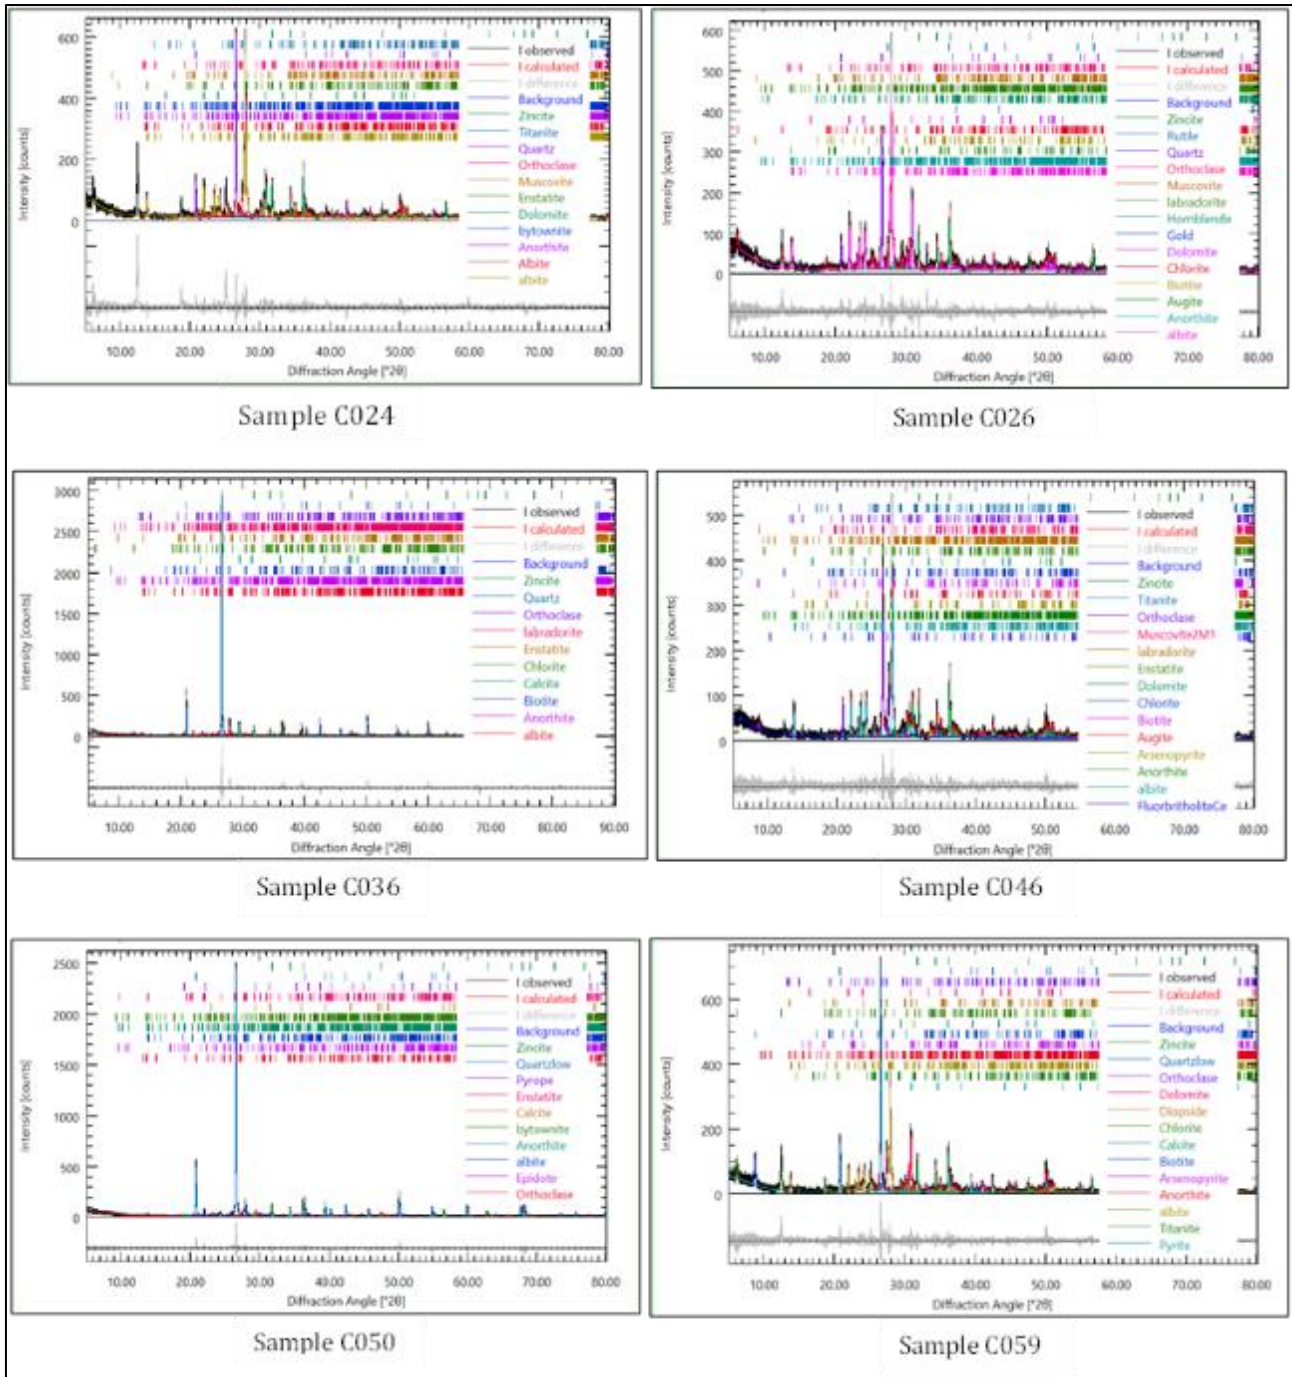 600
400
200
0
Intensity [counts]
I observed
I calculated
I difference
Background
Zincite
Titanite
Quartz
Orthoclase
Muscovite
Enstatite
Dolomite
bytownite
Anorthite
Albite
albite
10.00 20.00 30.00 40.00 50.00 60.00 70.00 80.00
Diffraction Angle [°2θ]
Sample C024
600
500
400
300
200
100
0
Intensity [counts]
I observed
I calculated
I difference
Background
Zincite
Rutile
Quartz
Orthoclase
Muscovite
labradorite
Hornblende
Gold
Dolomite
Chlorite
Biotite
Augite
Anorthite
albite
10.00 20.00 30.00 40.00 50.00 60.00 70.00 80.00
Diffraction Angle [°2θ]
Sample C026
3000
2500
2000
1500
1000
500
0
Intensity [counts]
I observed
I calculated
I difference
Background
Zincite
Quartz
Orthoclase
labradorite
Enstatite
Chlorite
Calcite
Biotite
Anorthite
albite
10.00 20.00 30.00 40.00 50.00 60.00 70.00 80.00 90.00
Diffraction Angle [°2θ]
Sample C036
500
400
300
200
100
0
Intensity [counts]
I observed
I calculated
I difference
Background
Zincite
Titanite
Orthoclase
Muscovite2M1
labradorite
Enstatite
Dolomite
Chlorite
Biotite
Augite
Arsenopyrite
Anorthite
albite
FluorbritholiteCe
10.00 20.00 30.00 40.00 50.00 60.00 70.00 80.00
Diffraction Angle [°2θ]
Sample C046
2500
2000
1500
1000
500
0
Intensity [counts]
I observed
I calculated
I difference
Background
Zincite
Quartzlow
Pyrope
Enstatite
Calcite
bytownite
Anorthite
albite
Epidote
Orthoclase
10.00 20.00 30.00 40.00 50.00 60.00 70.00 80.00
Diffraction Angle [°2θ]
Sample C050
600
400
200
0
Intensity [counts]
I observed
I calculated
I difference
Background
Zincite
Quartzlow
Orthoclase
Dolomite
Diopside
Chlorite
Calcite
Biotite
Arsenopyrite
Anorthite
albite
Titanite
Pyrite
10.00 20.00 30.00 40.00 50.00 60.00 70.00 80.00
Diffraction Angle [°2θ]
Sample C059